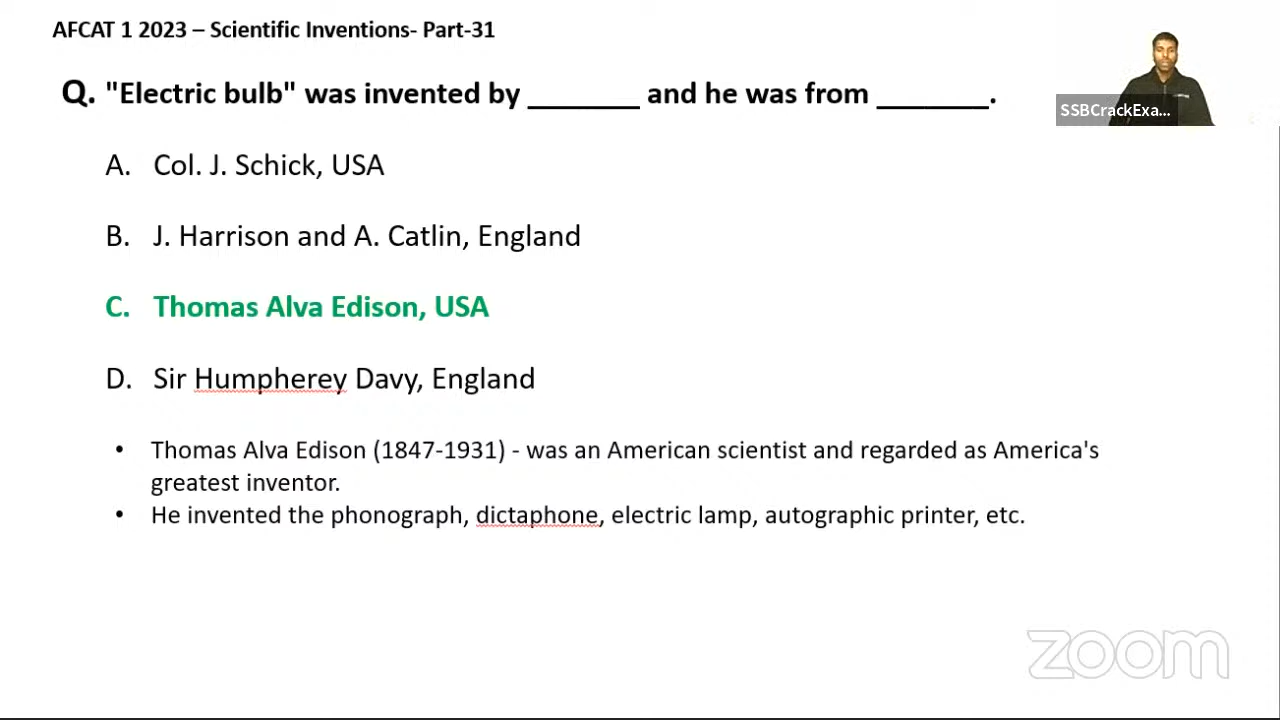 AFCAT 1 2023 – Scientific Inventions- Part-31
Q. "Electric bulb" was invented by _______ and he was from _______.
SSBCrackExa...
A. Col. J. Schick, USA
B. J. Harrison and A. Catlin, England
C. Thomas Alva Edison, USA
D. Sir Humpherey Davy, England
• Thomas Alva Edison (1847-1931) - was an American scientist and regarded as America's
greatest inventor.
• He invented the phonograph, dictaphone, electric lamp, autographic printer, etc.
zoom